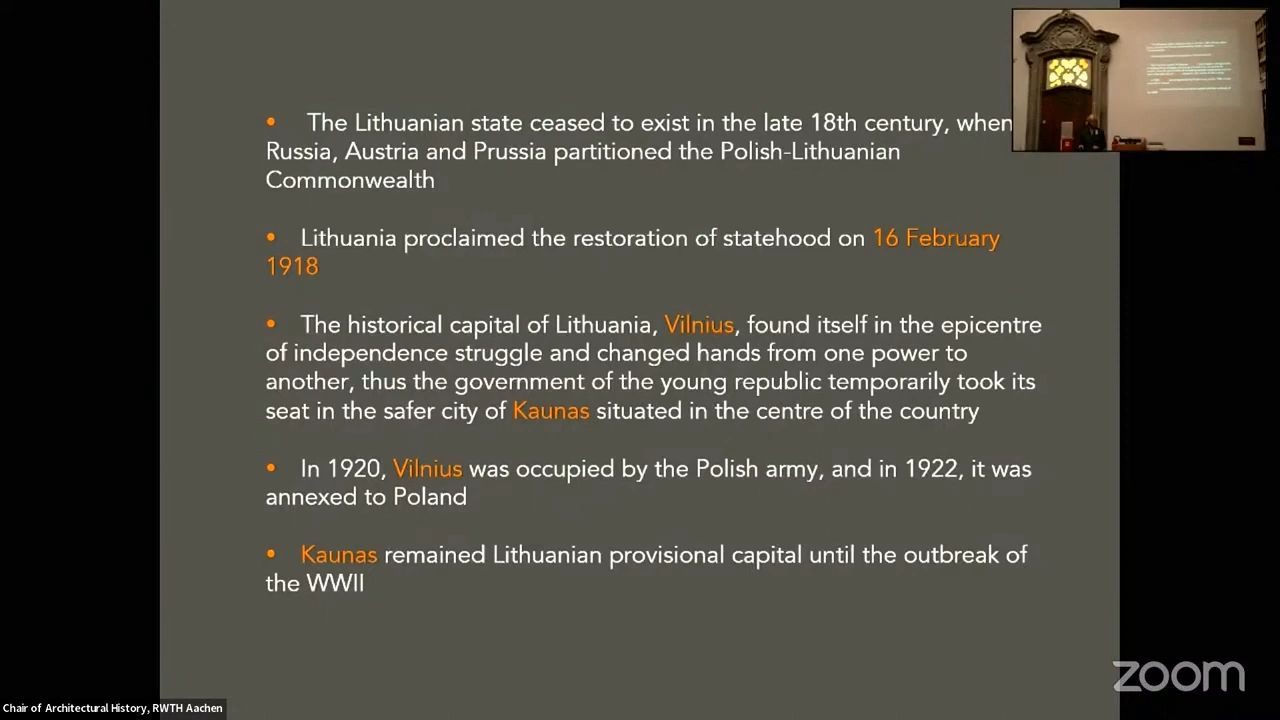 • The Lithuanian state ceased to exist in the late 18th century, when
Russia, Austria and Prussia partitioned the Polish-Lithuanian
Commonwealth
• Lithuania proclaimed the restoration of statehood on 16 February
1918
• The historical capital of Lithuania, Vilnius, found itself in the epicentre
of independence struggle and changed hands from one power to
another, thus the government of the young republic temporarily took its
seat in the safer city of Kaunas situated in the centre of the country
• In 1920, Vilnius was occupied by the Polish army, and in 1922, it was
annexed to Poland
• Kaunas remained Lithuanian provisional capital until the outbreak of
the WWII
zoom
Chair of Architectural History, RWTH Aachen